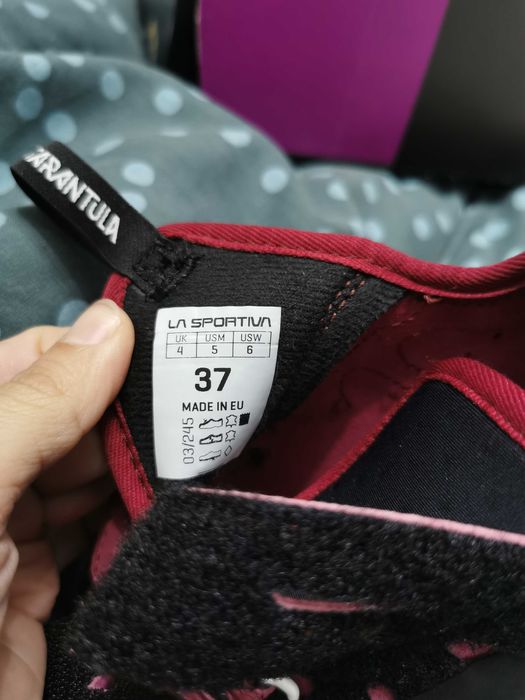 TARANTULA
LA SPORTIVA
UK USM USW
4 5 6
37
MADE IN EU
03/245